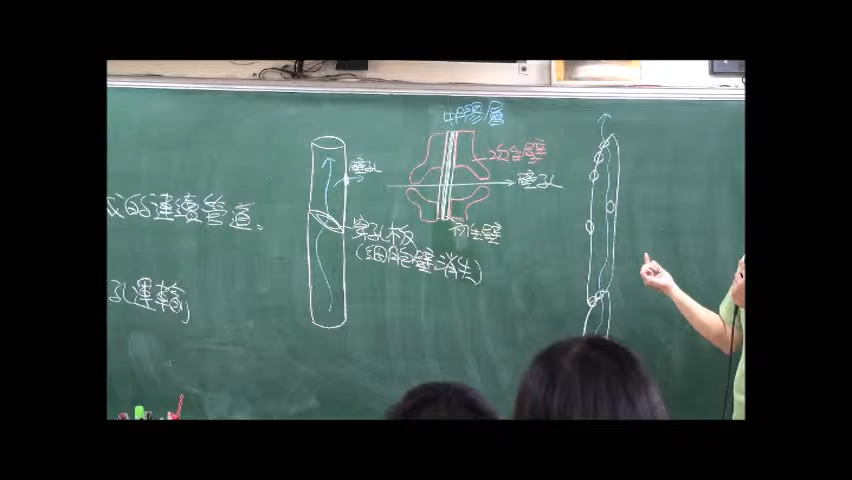 的連續管道。
孔運輸
壁孔
穿孔板
(細胞壁消失)
中膠層
次生壁
壁孔
初生壁